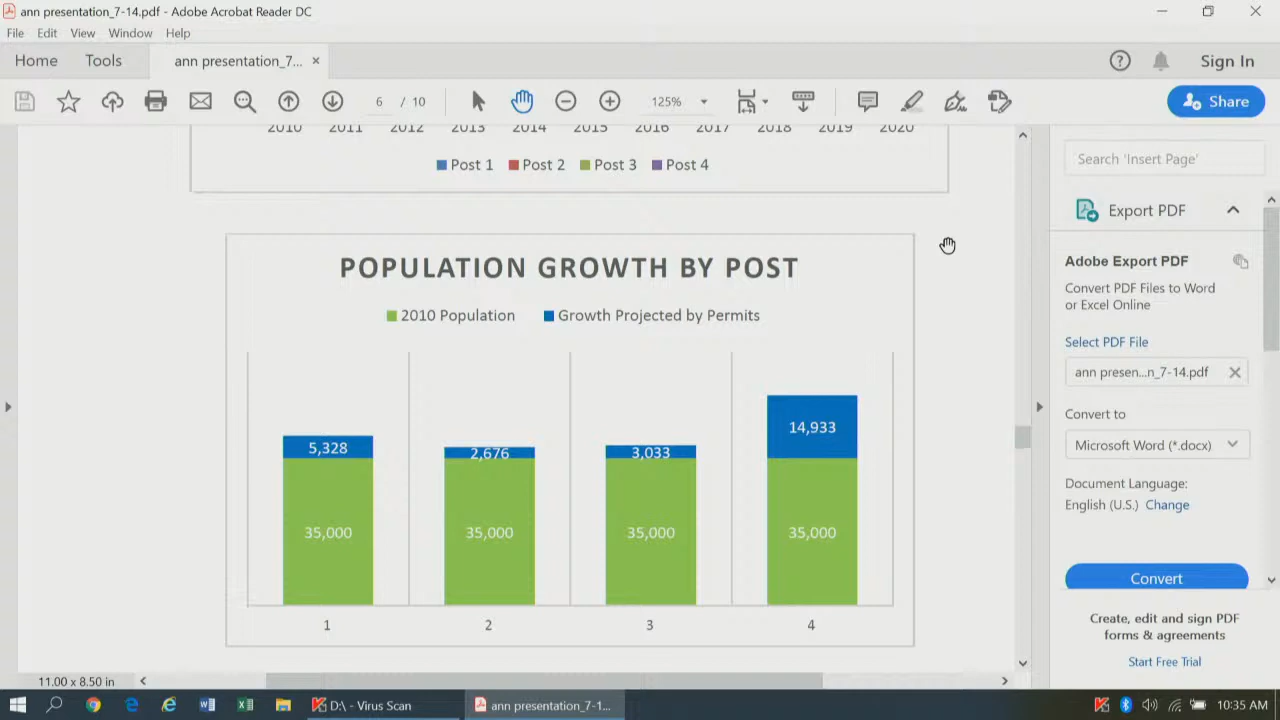 ann presentation_7-14.pdf - Adobe Acrobat Reader DC
File Edit View Window Help
Home Tools ann presentation_7... × Sign In
6 / 10 125% Share
2010 2011 2012 2013 2014 2015 2016 2017 2018 2019 2020
Post 1 Post 2 Post 3 Post 4
POPULATION GROWTH BY POST
2010 Population Growth Projected by Permits
5,328 2,676 3,033 14,933
35,000 35,000 35,000 35,000
1 2 3 4
11.00 x 8.50 in
Search 'Insert Page'
Export PDF
Adobe Export PDF
Convert PDF Files to Word
or Excel Online
Select PDF File
ann presen...n_7-14.pdf
Convert to
Microsoft Word (*.docx)
Document Language:
English (U.S.) Change
Convert
Create, edit and sign PDF
forms & agreements
Start Free Trial
D:\ - Virus Scan ann presentation_7-1... 10:35 AM